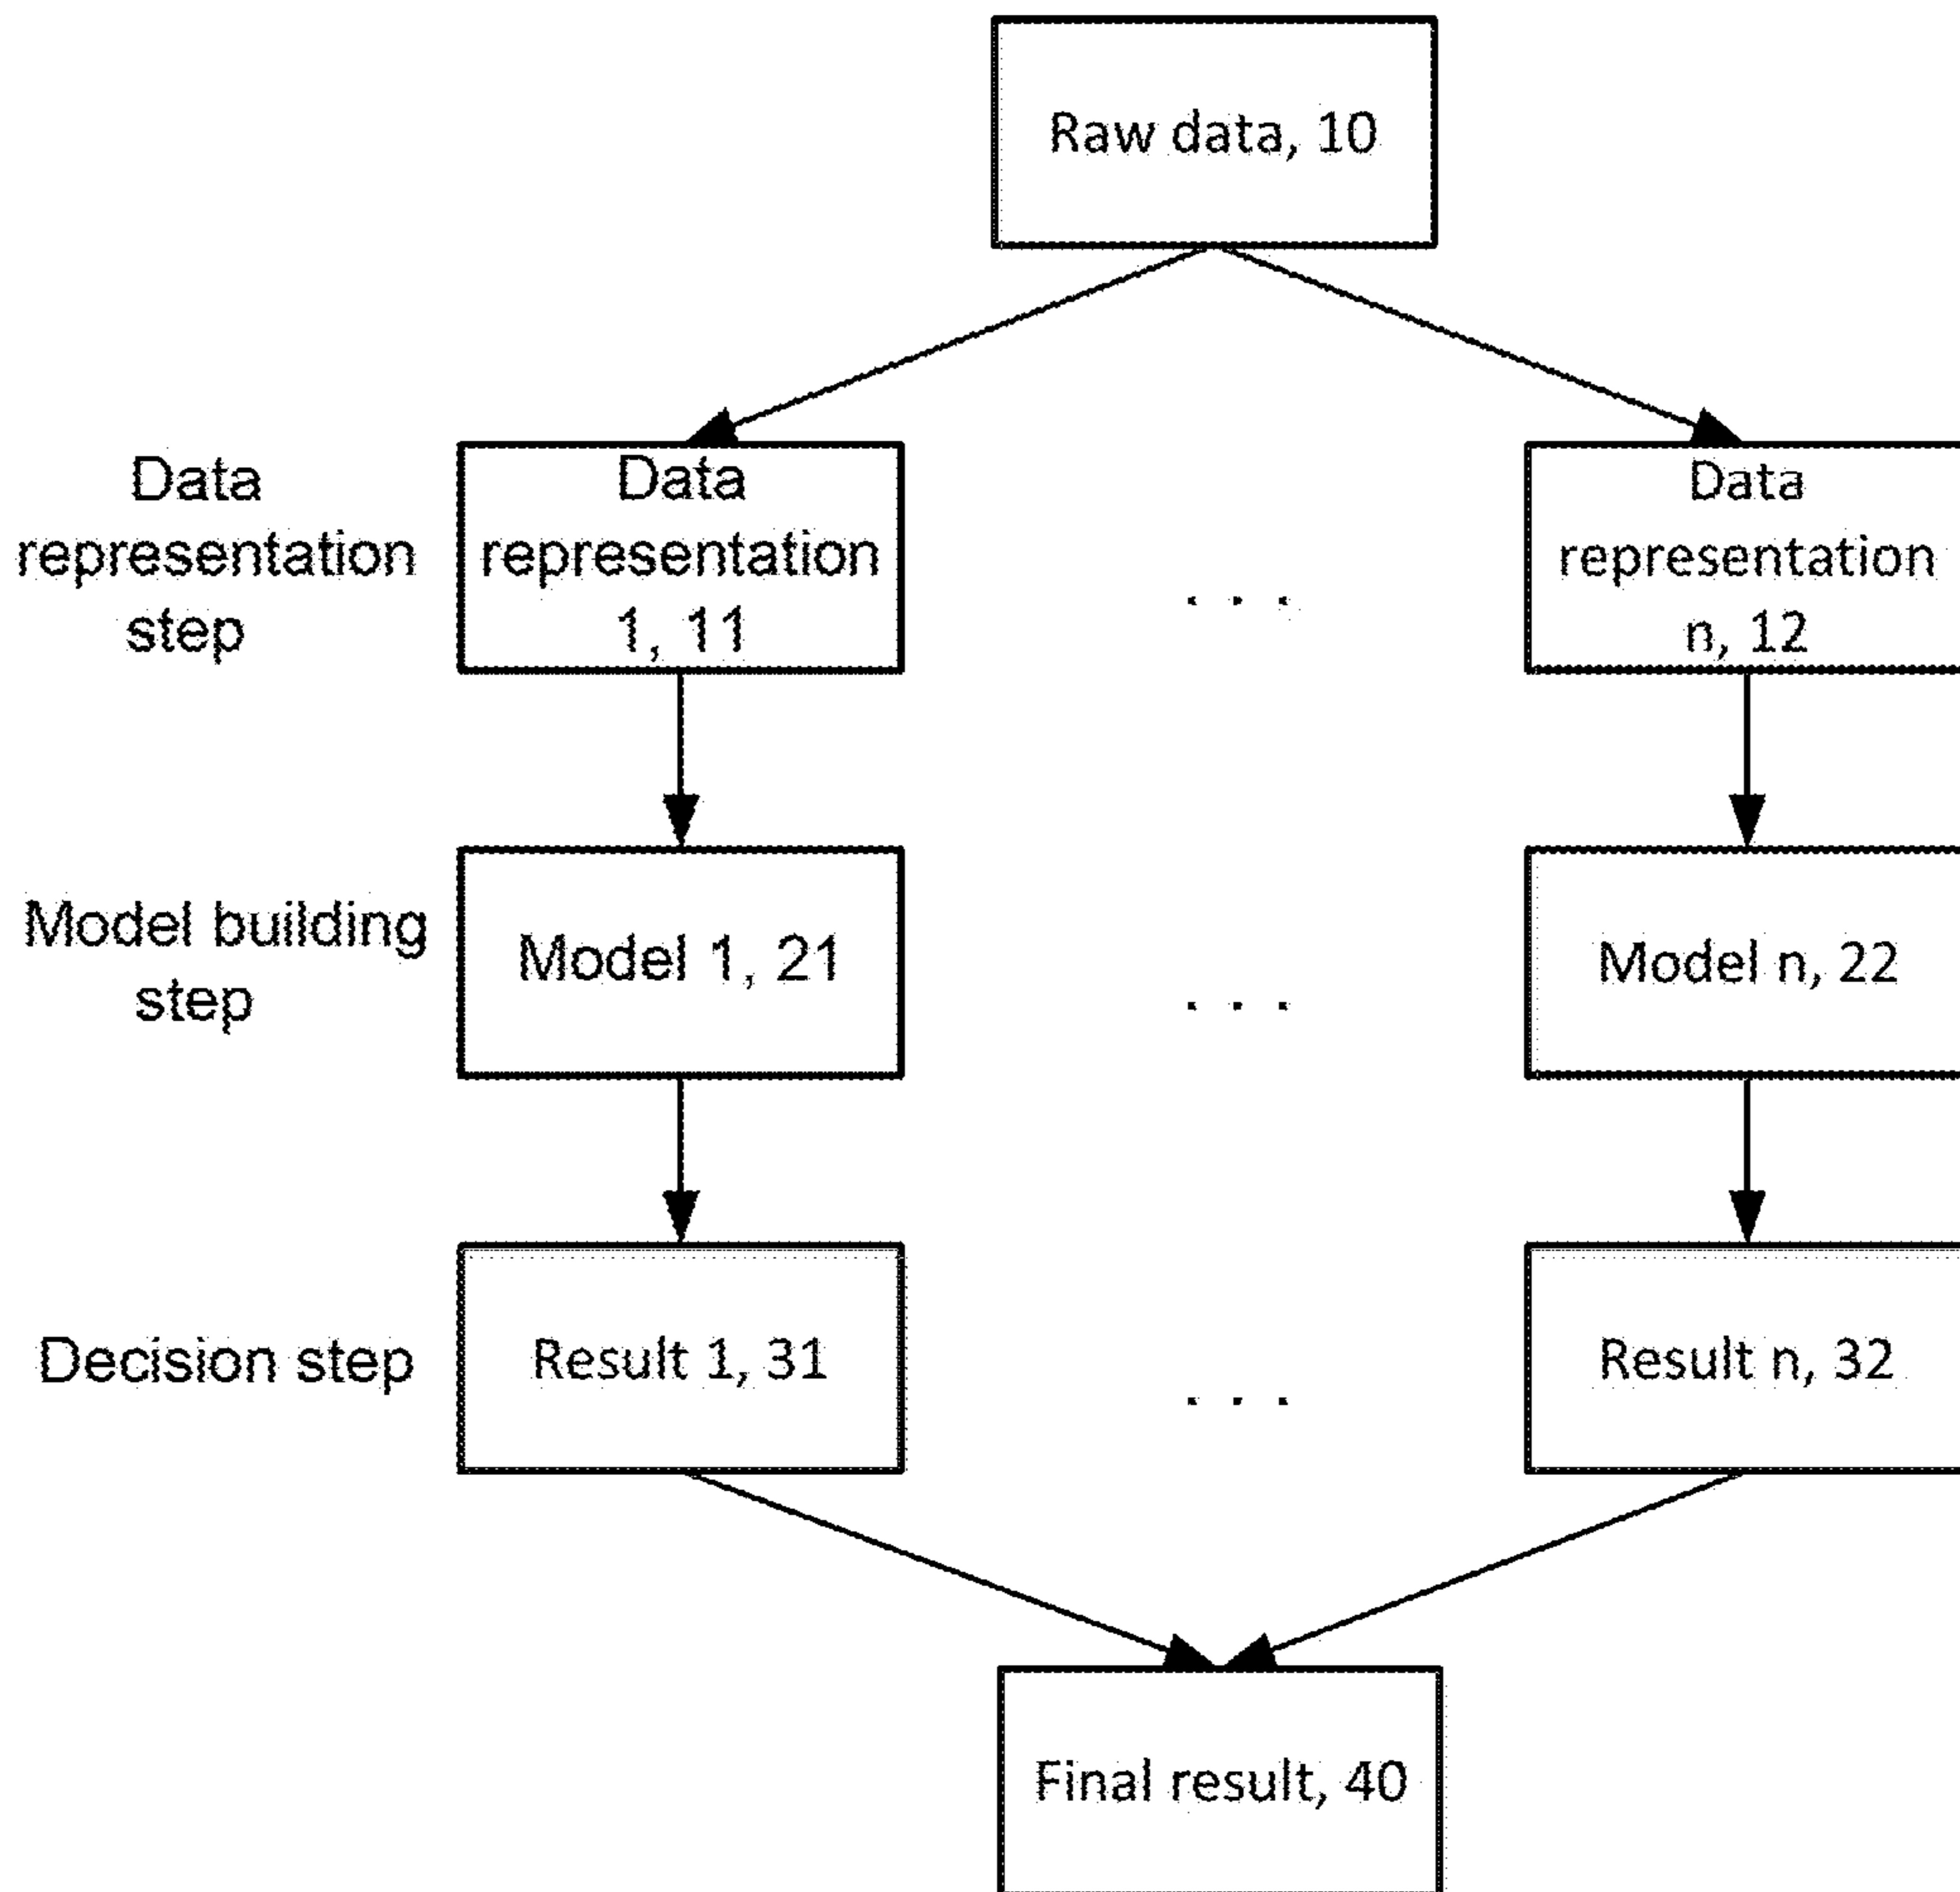 Raw data, 10
Data
representation
step
Data
representation
1, 11
. . .
Data
representation
n, 12
Model building
step
Model 1, 21
. . .
Model n, 22
Decision step
Result 1, 31
. . .
Result n, 32
Final result, 40